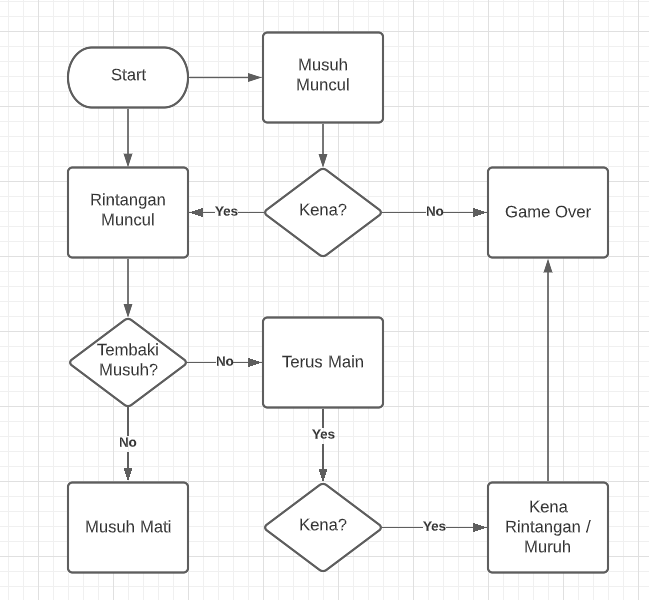 Start
Musuh
Muncul
Rintangan
Muncul
Yes
Kena?
No
Game Over
Tembaki
Musuh?
No
Terus Main
No
Yes
Musuh Mati
Kena?
Yes
Kena
Rintangan /
Muruh